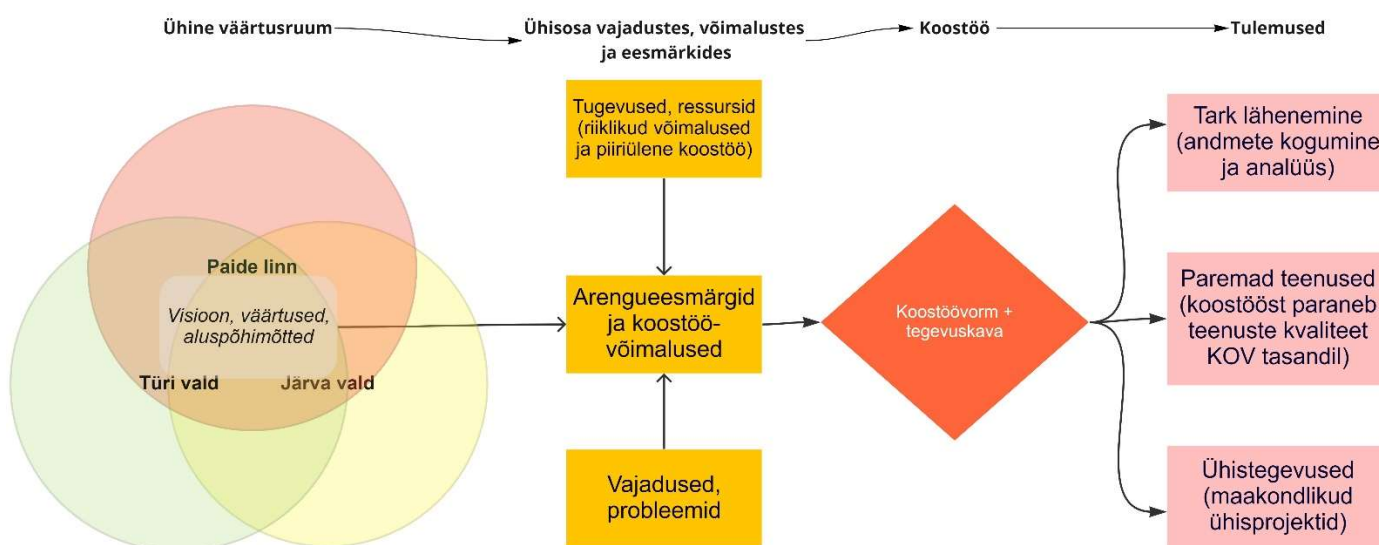 Ühine väärtusruum
Ühisosa vajadustes, võimalustes
ja eesmärkides
Koostöö
Tulemused
Paide linn
Visioon, väärtused,
aluspõhimõtted
Türi vald
Järva vald
Tugevused, ressursid
(riiklikud võimalused
ja piiriülene koostöö)
Arengueesmärgid
ja koostöö-
võimalused
Vajadused,
probleemid
Koostöövorm +
tegevuskava
Tark lähenemine
(andmete kogumine
ja analüüs)
Paremad teenused
(koostööst paraneb
teenuste kvaliteet
KOV tasandil)
Ühistegevused
(maakondlikud
ühisprojektid)